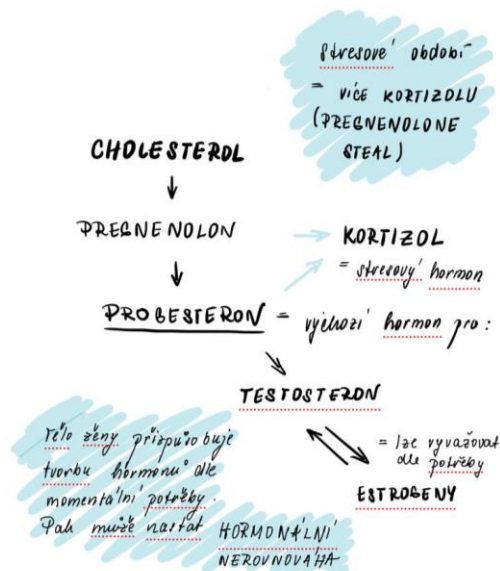 stresové období
= více KORTIZOLU
(PREGNENOLONE
STEAL)
CHOLESTEROL
PREGNENOLON
KORTIZOL
= stresový hormon
PROGESTERON = výchozí hormon pro:
TESTOSTERON
= lze vyvažovat
dle potřeby
ESTROGENY
Tělo ženy přizpůsobuje
tvorbu hormonů dle
momentální potřeby.
Pak může nastat HORMONÁLNÍ
NEROVNOVÁHA